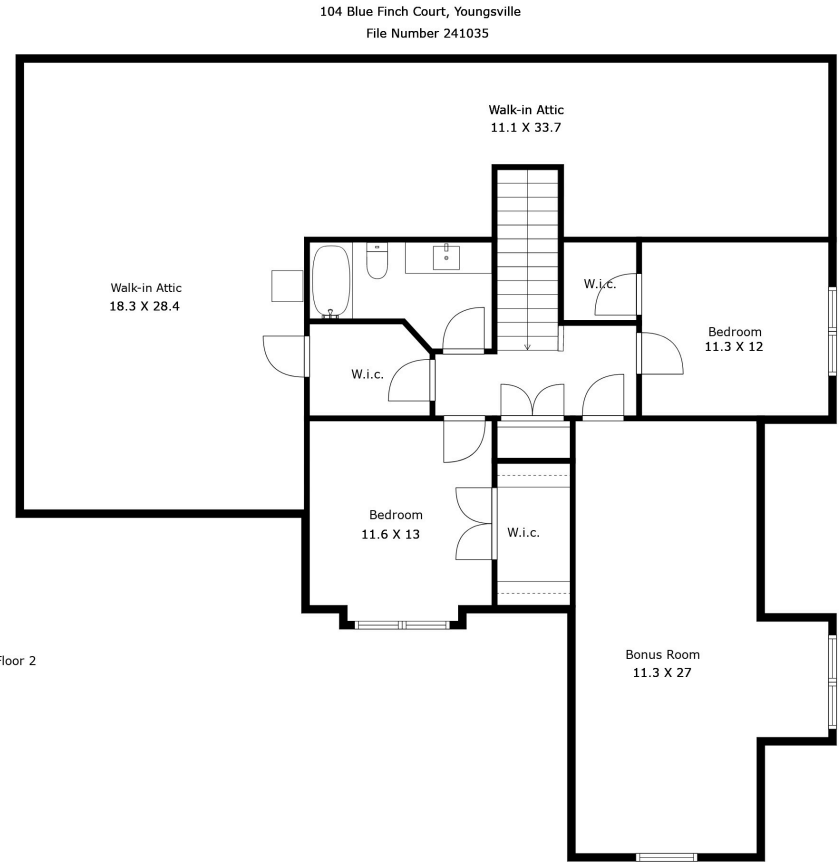 104 Blue Finch Court, Youngsville
File Number 241035
Walk-in Attic
11.1 X 33.7
Walk-in Attic
18.3 X 28.4
W.i.c.
Bedroom
11.3 X 12
W.i.c.
Bedroom
11.6 X 13
W.i.c.
Bonus Room
11.3 X 27
Floor 2